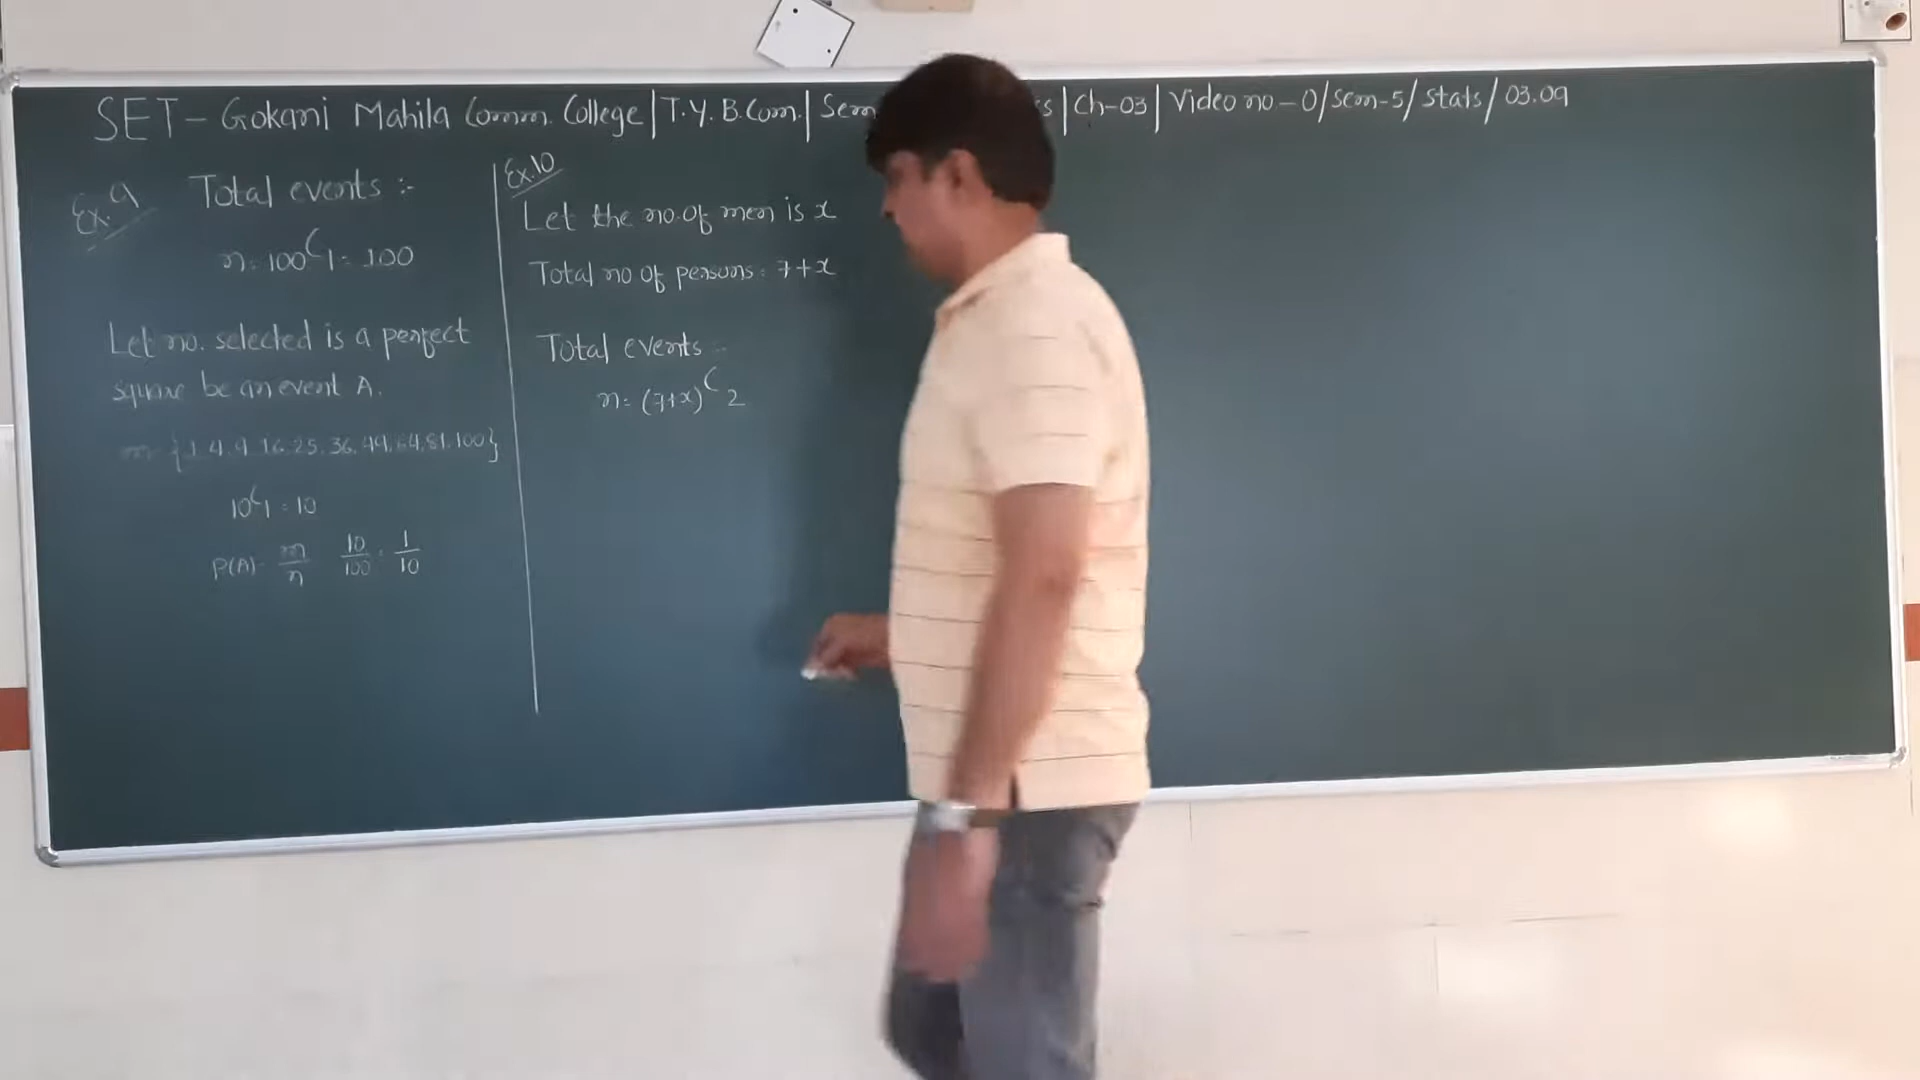 SET - Gokani Mahila Comm. College | T.Y. B.Com. | Sem | Ch-03 | Video no - 0/Sem-5/Stats/03.09
Ex. 9 Total events :-
n = 100C1 = 100
Let no. selected is a perfect
square be an event A.
m {1,4,9,16,25,36,49,64,81,100}
10C1 = 10
P(A) = m/n 10/100 = 1/10
Ex.10
Let the no. of men is x
Total no of persons = 7+x
Total events :-
n = (7+x)C2